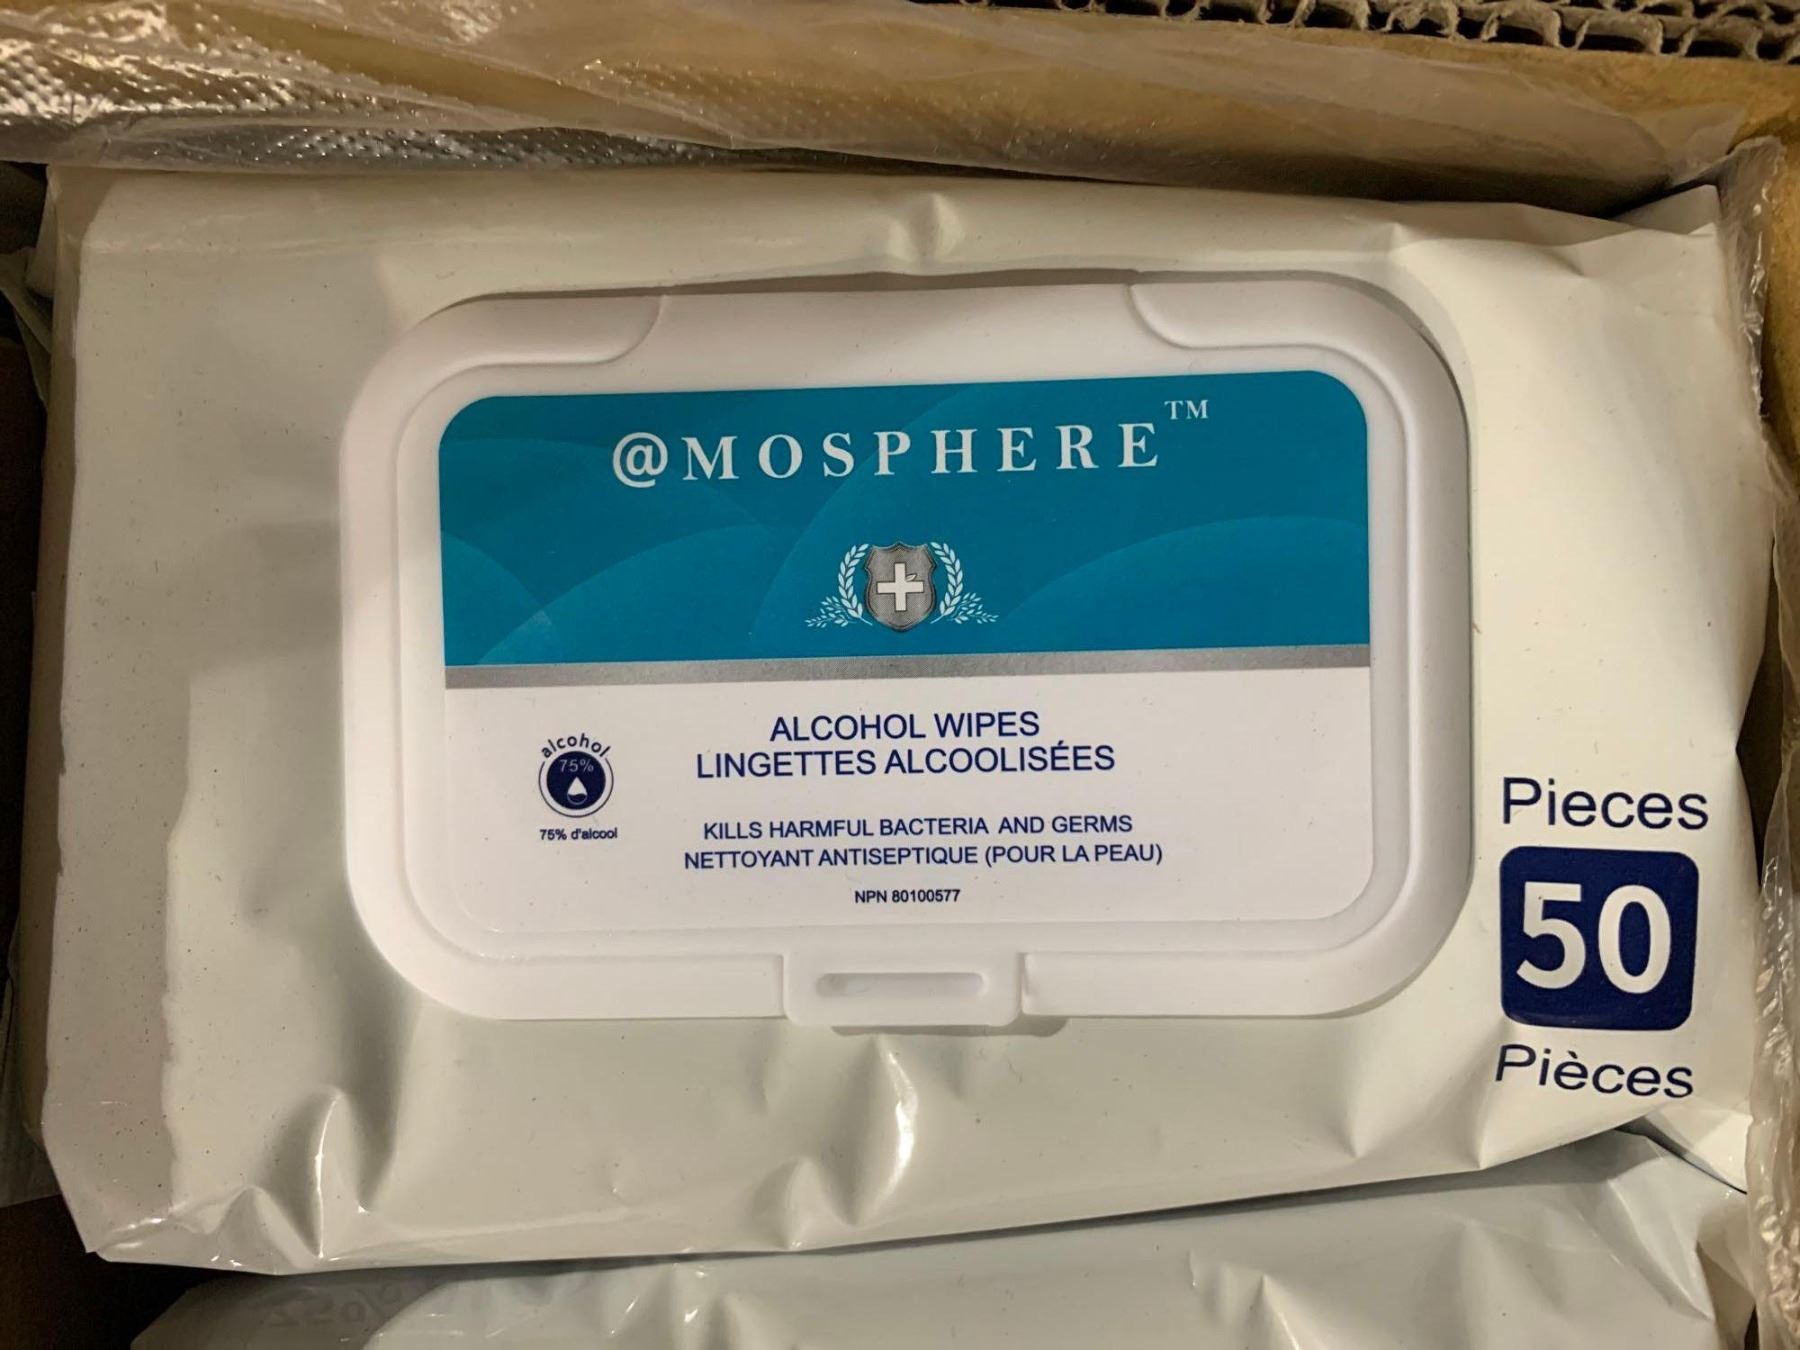 @MOSPHERE™
alcohol
75%
75% d'alcool
ALCOHOL WIPES
LINGETTES ALCOOLISÉES
KILLS HARMFUL BACTERIA AND GERMS
NETTOYANT ANTISEPTIQUE (POUR LA PEAU)
NPN 80100577
Pieces
50
Pièces